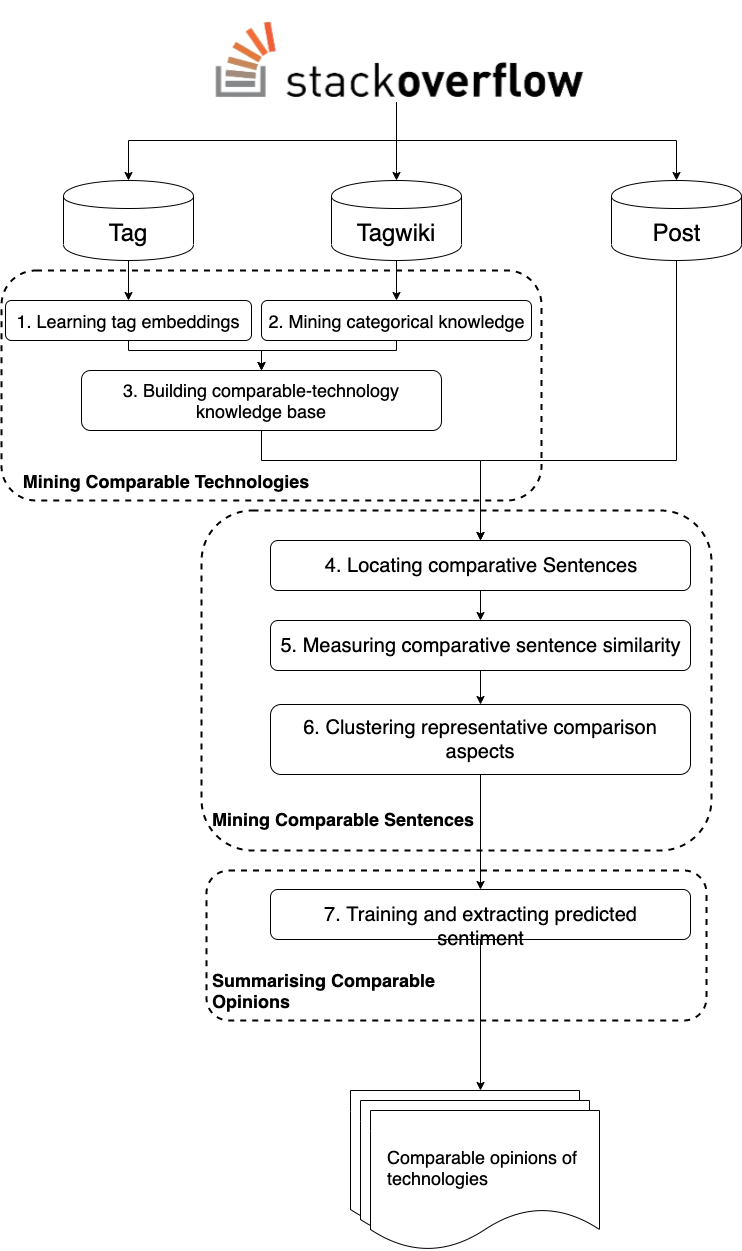 stackoverflow
Tag
Tagwiki
Post
1. Learning tag embeddings
2. Mining categorical knowledge
3. Building comparable-technology
knowledge base
Mining Comparable Technologies
4. Locating comparative Sentences
5. Measuring comparative sentence similarity
6. Clustering representative comparison
aspects
Mining Comparable Sentences
7. Training and extracting predicted
sentiment
Summarising Comparable
Opinions
Comparable opinions of
technologies